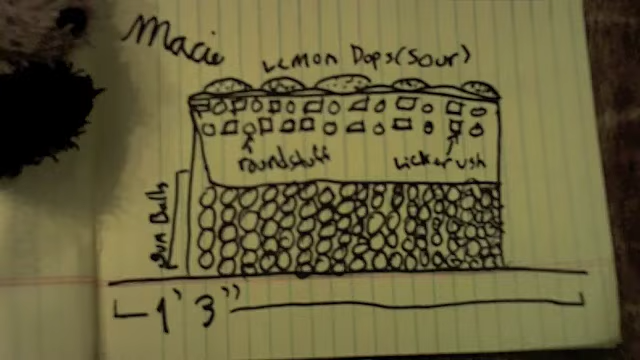 Macie
Lemon Dops (Sour)
roundstuff
Lickerush
Gum Balls
1' 3"